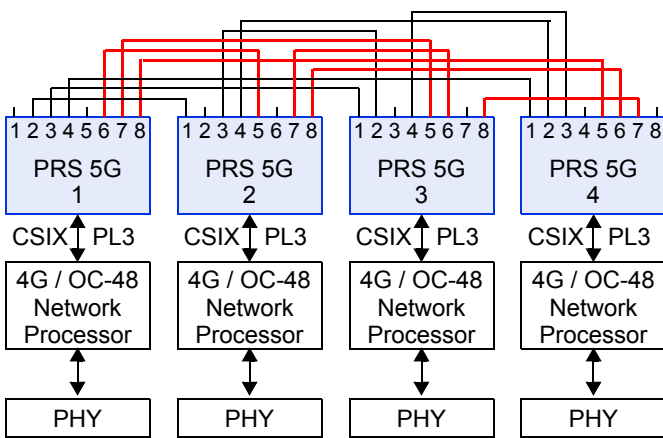 1 2 3 4 5 6 7 8 1 2 3 4 5 6 7 8 1 2 3 4 5 6 7 8 1 2 3 4 5 6 7 8
PRS 5G PRS 5G PRS 5G PRS 5G
1 2 3 4
CSIX PL3 CSIX PL3 CSIX PL3 CSIX PL3
4G / OC-48 4G / OC-48 4G / OC-48 4G / OC-48
Network Network Network Network
Processor Processor Processor Processor
PHY PHY PHY PHY